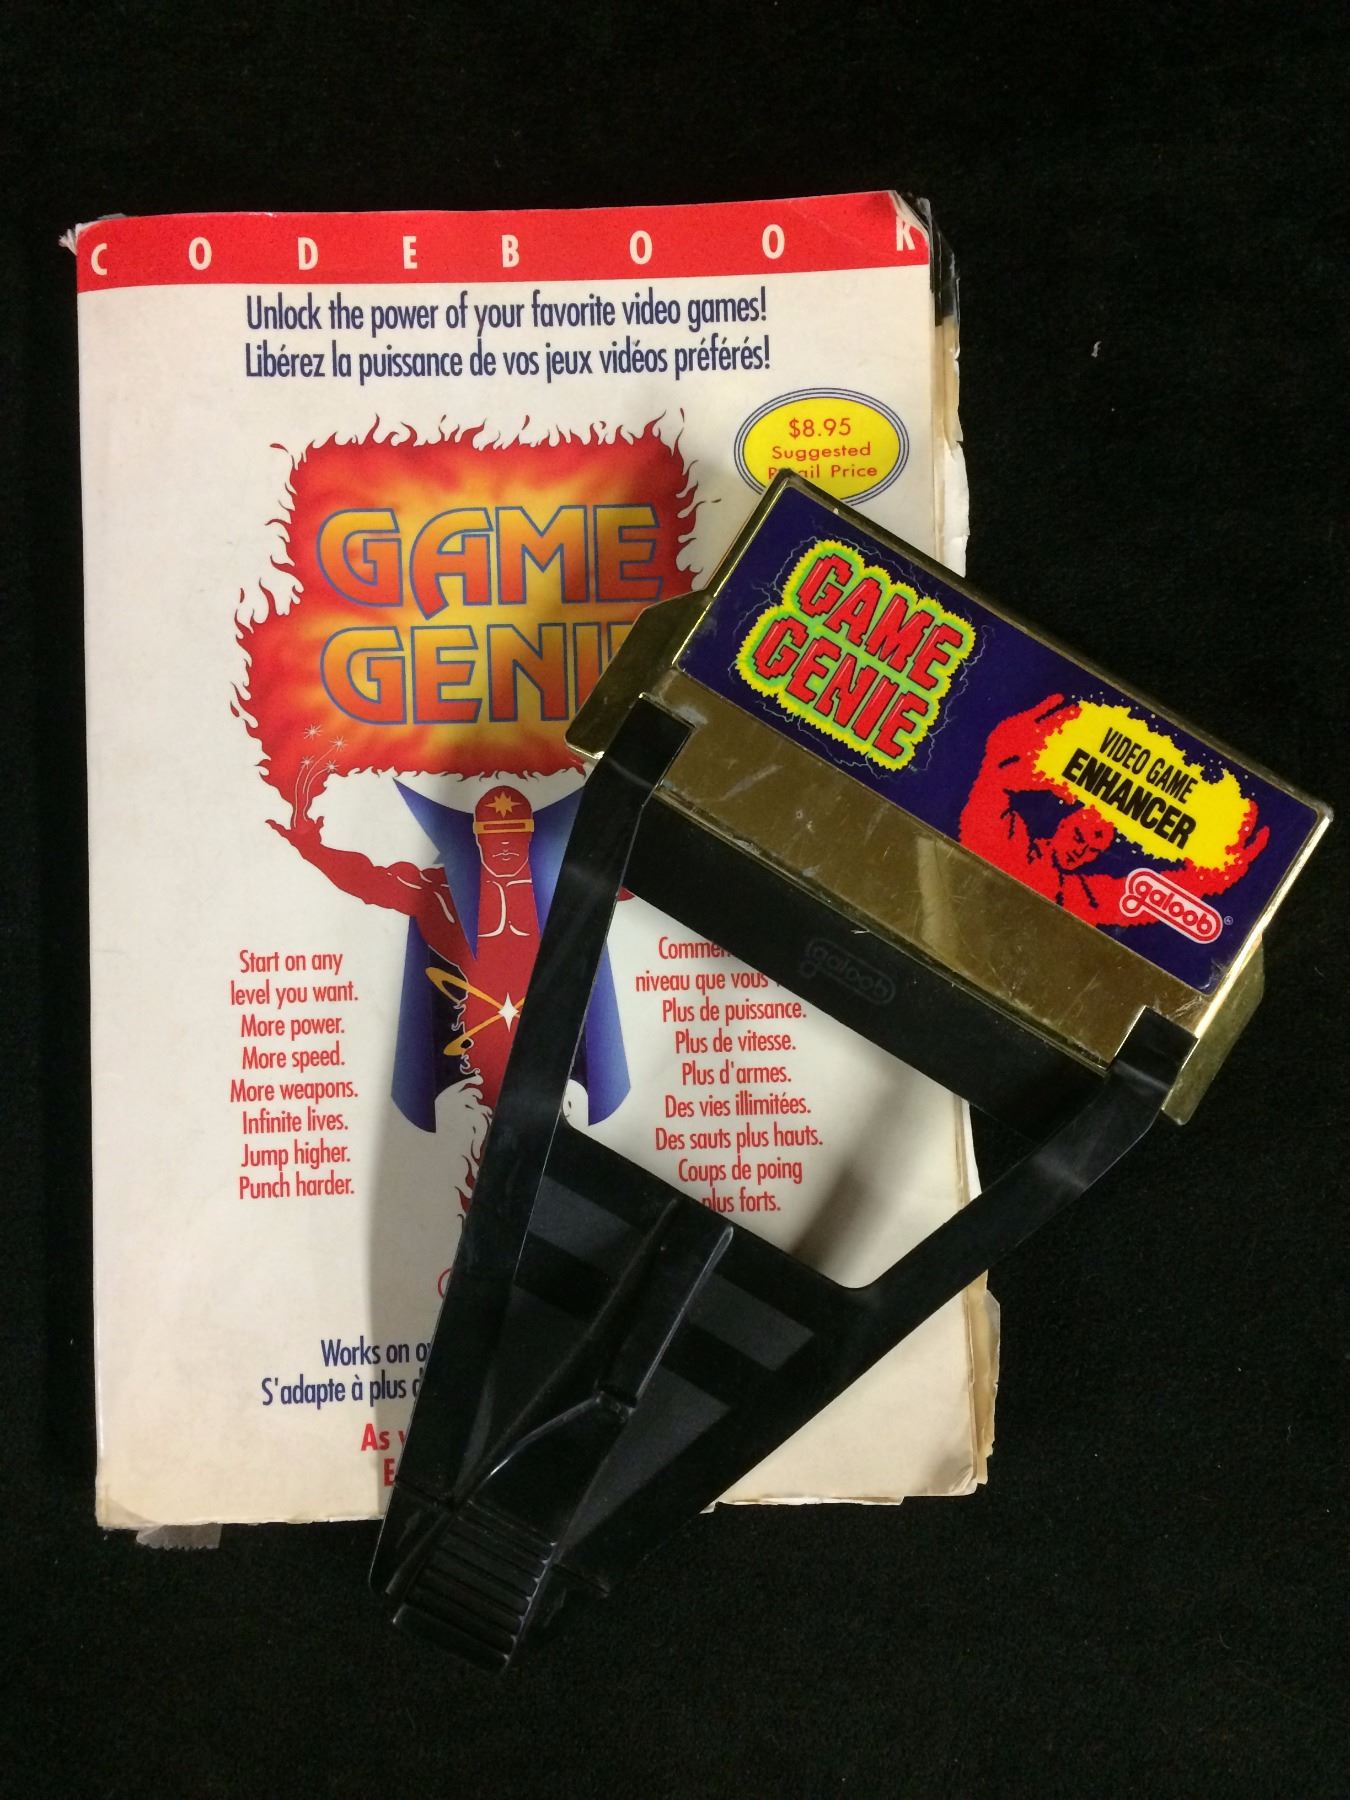 CODEBOOK
Unlock the power of your favorite video games!
Libérez la puissance de vos jeux vidéos préférés!
$8.95
Suggested
Price
GAME
GENIE
GAME
GENIE
VIDEO GAME
ENHANCER
galoob®
galoob
Start on any
level you want.
More power.
More speed.
More weapons.
Infinite lives.
Jump higher.
Punch harder.
niveau que vous
Plus de puissance.
Plus de vitesse.
Plus d'armes.
Des vies illimitées.
Des sauts plus hauts.
Coups de poing
plus forts.
Works on
S'adapte à plus
As